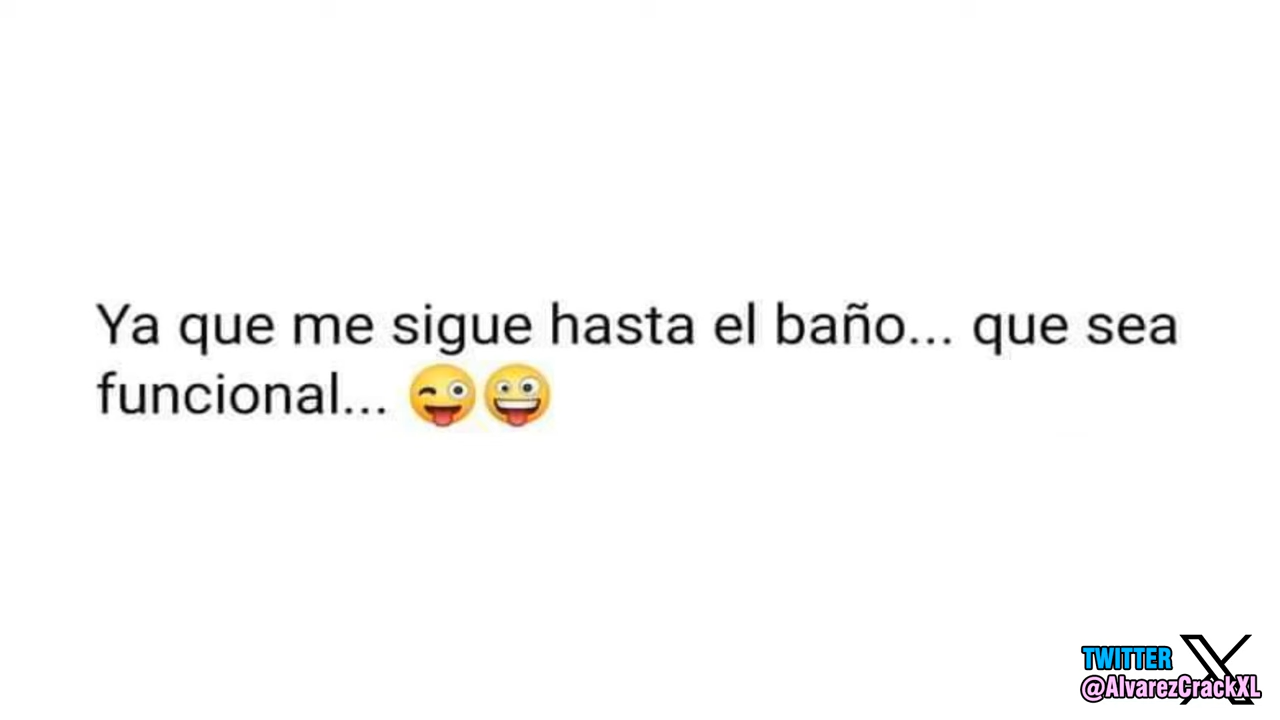 Ya que me sigue hasta el baño... que sea
funcional... 😜🤪
TWITTER
@AlvarezCrackXL